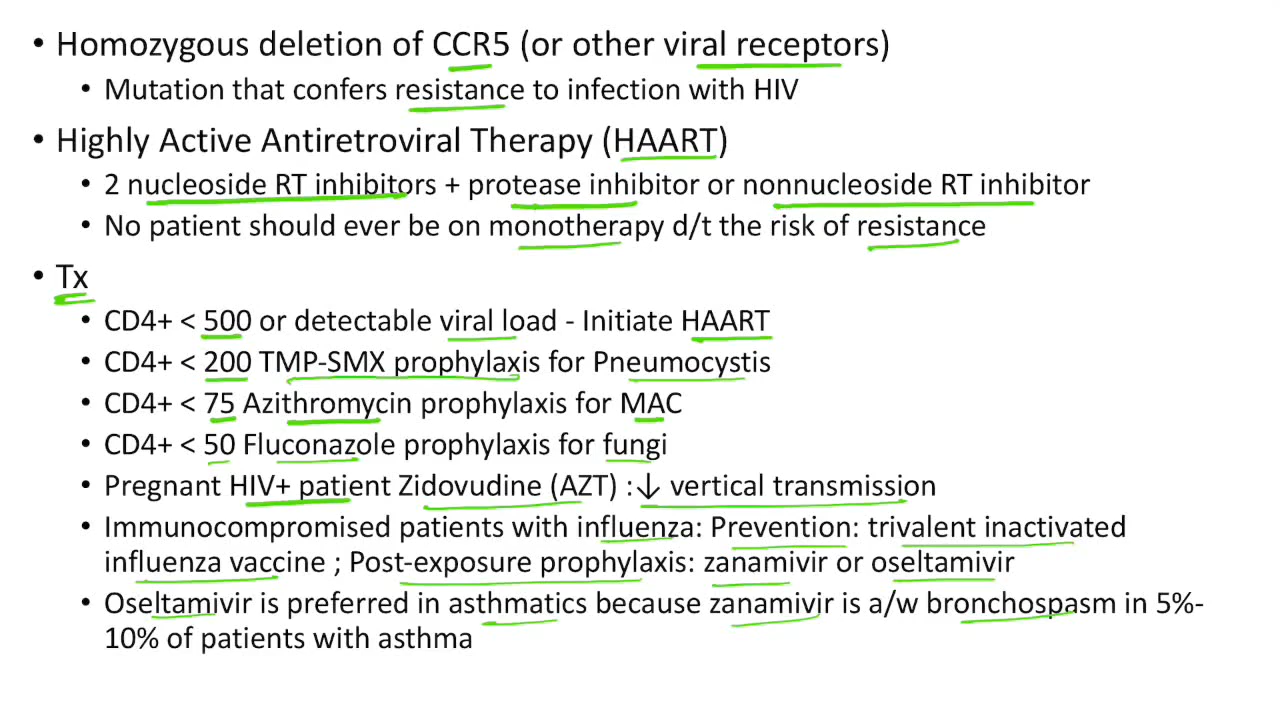 • Homozygous deletion of CCR5 (or other viral receptors)
• Mutation that confers resistance to infection with HIV
• Highly Active Antiretroviral Therapy (HAART)
• 2 nucleoside RT inhibitors + protease inhibitor or nonnucleoside RT inhibitor
• No patient should ever be on monotherapy d/t the risk of resistance
• Tx
• CD4+ < 500 or detectable viral load - Initiate HAART
• CD4+ < 200 TMP-SMX prophylaxis for Pneumocystis
• CD4+ < 75 Azithromycin prophylaxis for MAC
• CD4+ < 50 Fluconazole prophylaxis for fungi
• Pregnant HIV+ patient Zidovudine (AZT) :↓ vertical transmission
• Immunocompromised patients with influenza: Prevention: trivalent inactivated
influenza vaccine ; Post-exposure prophylaxis: zanamivir or oseltamivir
• Oseltamivir is preferred in asthmatics because zanamivir is a/w bronchospasm in 5%-
10% of patients with asthma